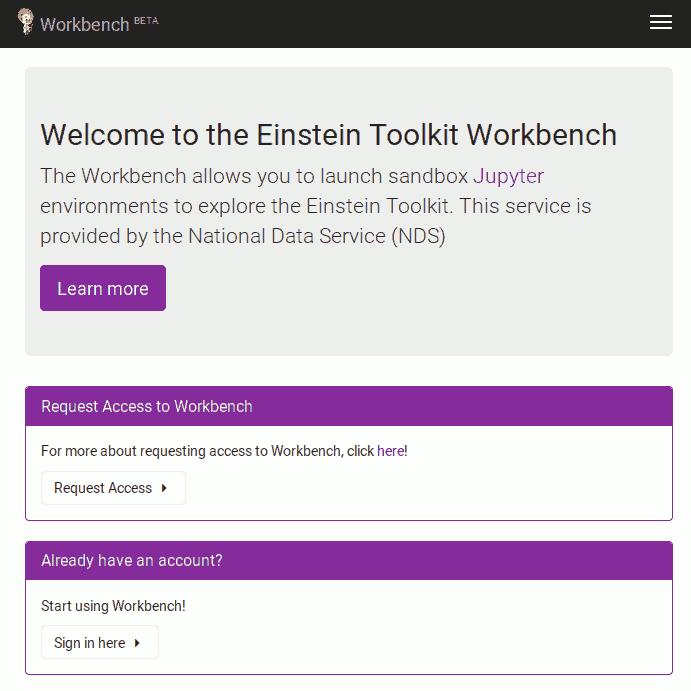 Workbench BETA
Welcome to the Einstein Toolkit Workbench
The Workbench allows you to launch sandbox Jupyter
environments to explore the Einstein Toolkit. This service is
provided by the National Data Service (NDS)
Learn more
Request Access to Workbench
For more about requesting access to Workbench, click here!
Request Access
Already have an account?
Start using Workbench!
Sign in here